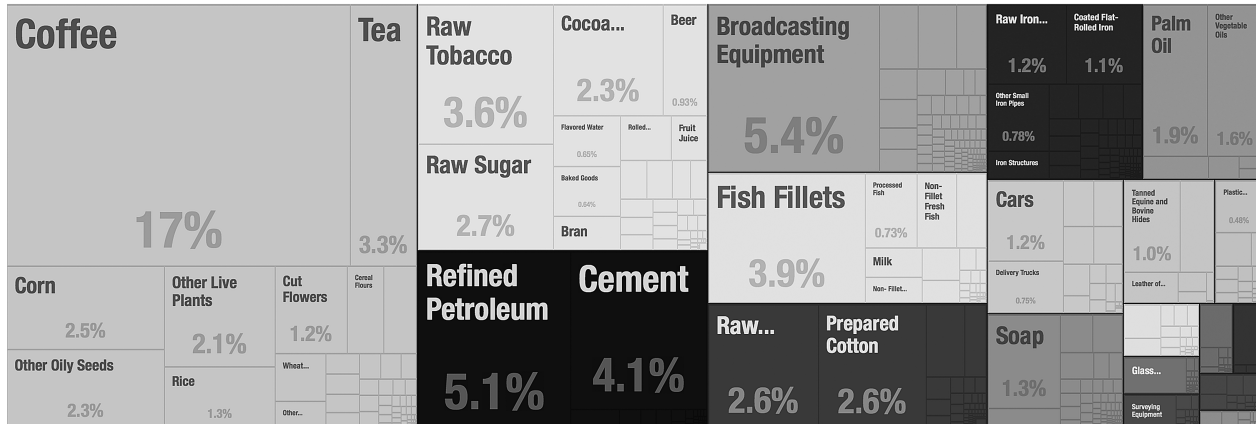 Coffee
17%
Tea
3.3%
Corn
2.5%
Other Oily Seeds
2.3%
Other Live
Plants
2.1%
Rice
1.3%
Cut
Flowers
1.2%
Cereal
Flours
Wheat...
Other...
Raw
Tobacco
3.6%
Raw Sugar
2.7%
Cocoa...
2.3%
Beer
0.93%
Flavored Water
0.65%
Rolled...
Fruit
Juice
Baked Goods
0.64%
Bran
Refined
Petroleum
5.1%
Cement
4.1%
Broadcasting
Equipment
5.4%
Fish Fillets
3.9%
Processed
Fish
0.73%
Non-
Fillet
Fresh
Fish
Milk
Non- Fillet...
Raw...
2.6%
Prepared
Cotton
2.6%
Raw Iron...
1.2%
Coated Flat-
Rolled Iron
1.1%
Other Small
Iron Pipes
0.78%
Iron Structures
Palm
Oil
1.9%
Other
Vegetable
Oils
1.6%
Cars
1.2%
Delivery Trucks
0.75%
Tanned
Equine and
Bovine
Hides
1.0%
Leather of...
Plastic...
0.48%
Soap
1.3%
Glass...
Surveying
Equipment